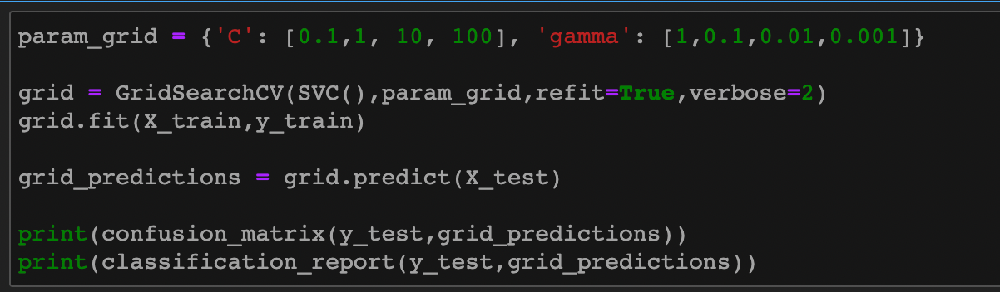 param_grid = {'C': [0.1,1, 10, 100], 'gamma': [1,0.1,0.01,0.001]}
grid = GridSearchCV(SVC(),param_grid,refit=True,verbose=2)
grid.fit(X_train,y_train)
grid_predictions = grid.predict(X_test)
print(confusion_matrix(y_test,grid_predictions))
print(classification_report(y_test,grid_predictions))